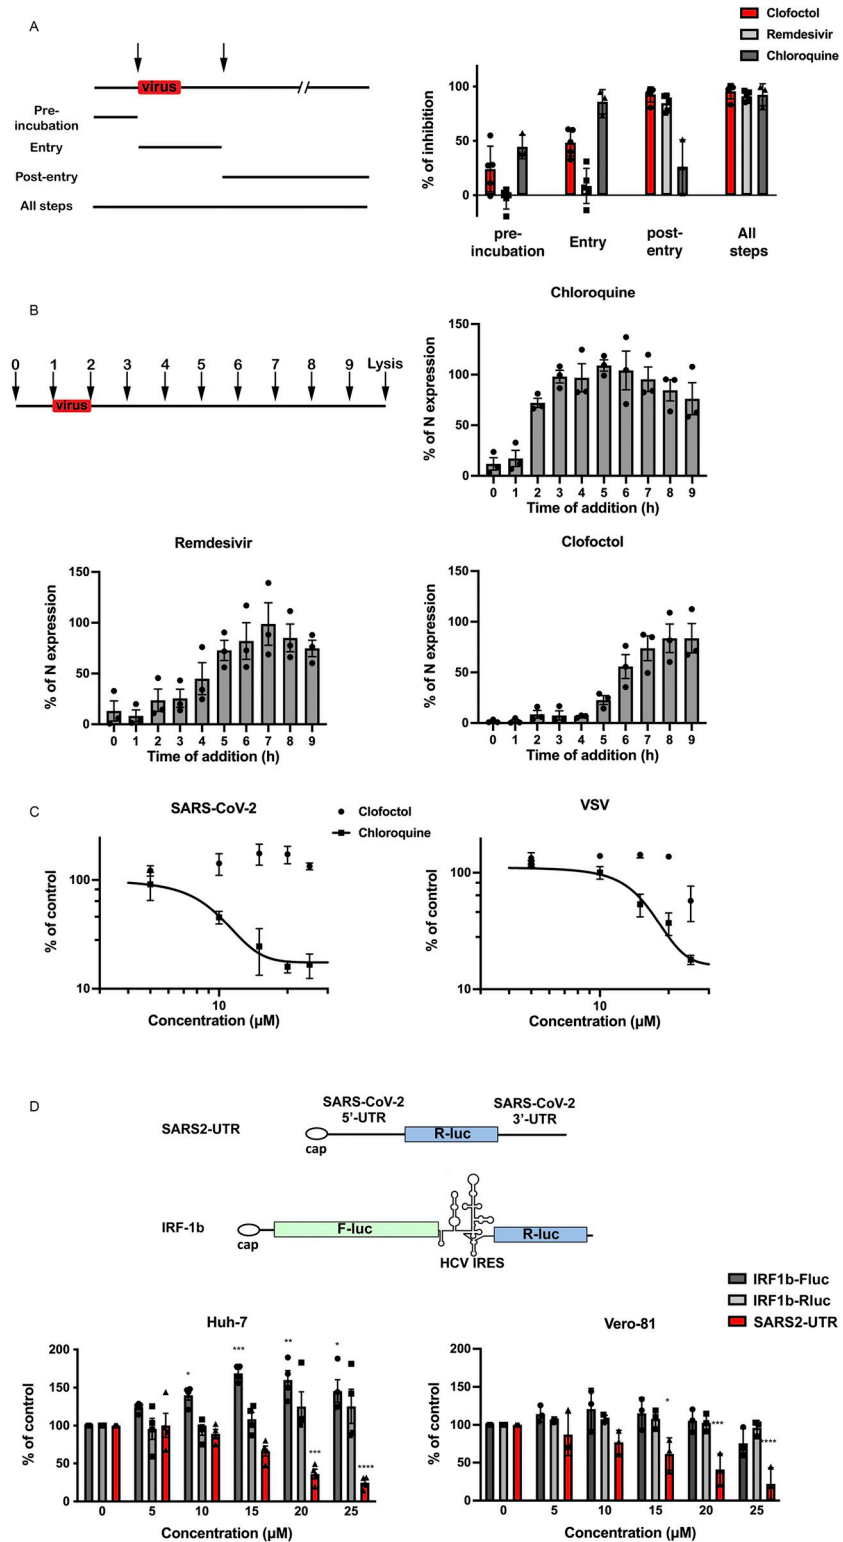 A
Clofoctol
Remdesivir
Chloroquine
virus
Pre-
incubation
Entry
Post-entry
All steps
% of inhibition
100
50
0
pre-
incubation
Entry
post-
entry
All
steps
B
0 1 2 3 4 5 6 7 8 9 Lysis
virus
Chloroquine
% of N expression
150
100
50
0
0 1 2 3 4 5 6 7 8 9
Time of addition (h)
Remdesivir
% of N expression
150
100
50
0
0 1 2 3 4 5 6 7 8 9
Time of addition (h)
Clofoctol
% of N expression
150
100
50
0
0 1 2 3 4 5 6 7 8 9
Time of addition (h)
C
SARS-CoV-2
Clofoctol
Chloroquine
% of control
100
10
10
Concentration (µM)
VSV
% of control
100
10
10
Concentration (µM)
D
SARS2-UTR
SARS-CoV-2
5'-UTR
R-luc
SARS-CoV-2
3'-UTR
cap
IRF-1b
F-luc
R-luc
cap
HCV IRES
IRF1b-Fluc
IRF1b-Rluc
SARS2-UTR
Huh-7
% of control
200
150
100
50
0
* *** ** *
*** ****
0 5 10 15 20 25
Concentration (µM)
Vero-81
% of control
200
150
100
50
0
* *** ****
0 5 10 15 20 25
Concentration (µM)